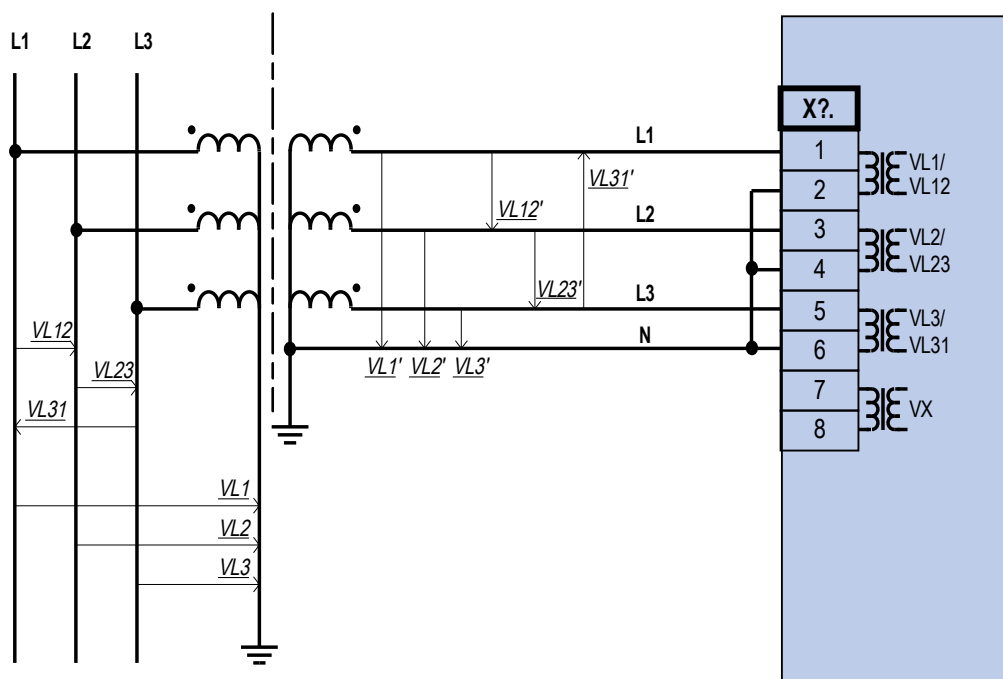 L1 L2 L3
X?.
L1
1
VL1/
VL12
VL31'
2
VL12'
L2
3
VL2/
VL23
4
VL23'
L3
5
VL3/
VL31
N
6
VL12
VL1' VL2' VL3'
VL23
7
VX
VL31
8
VL1
VL2
VL3